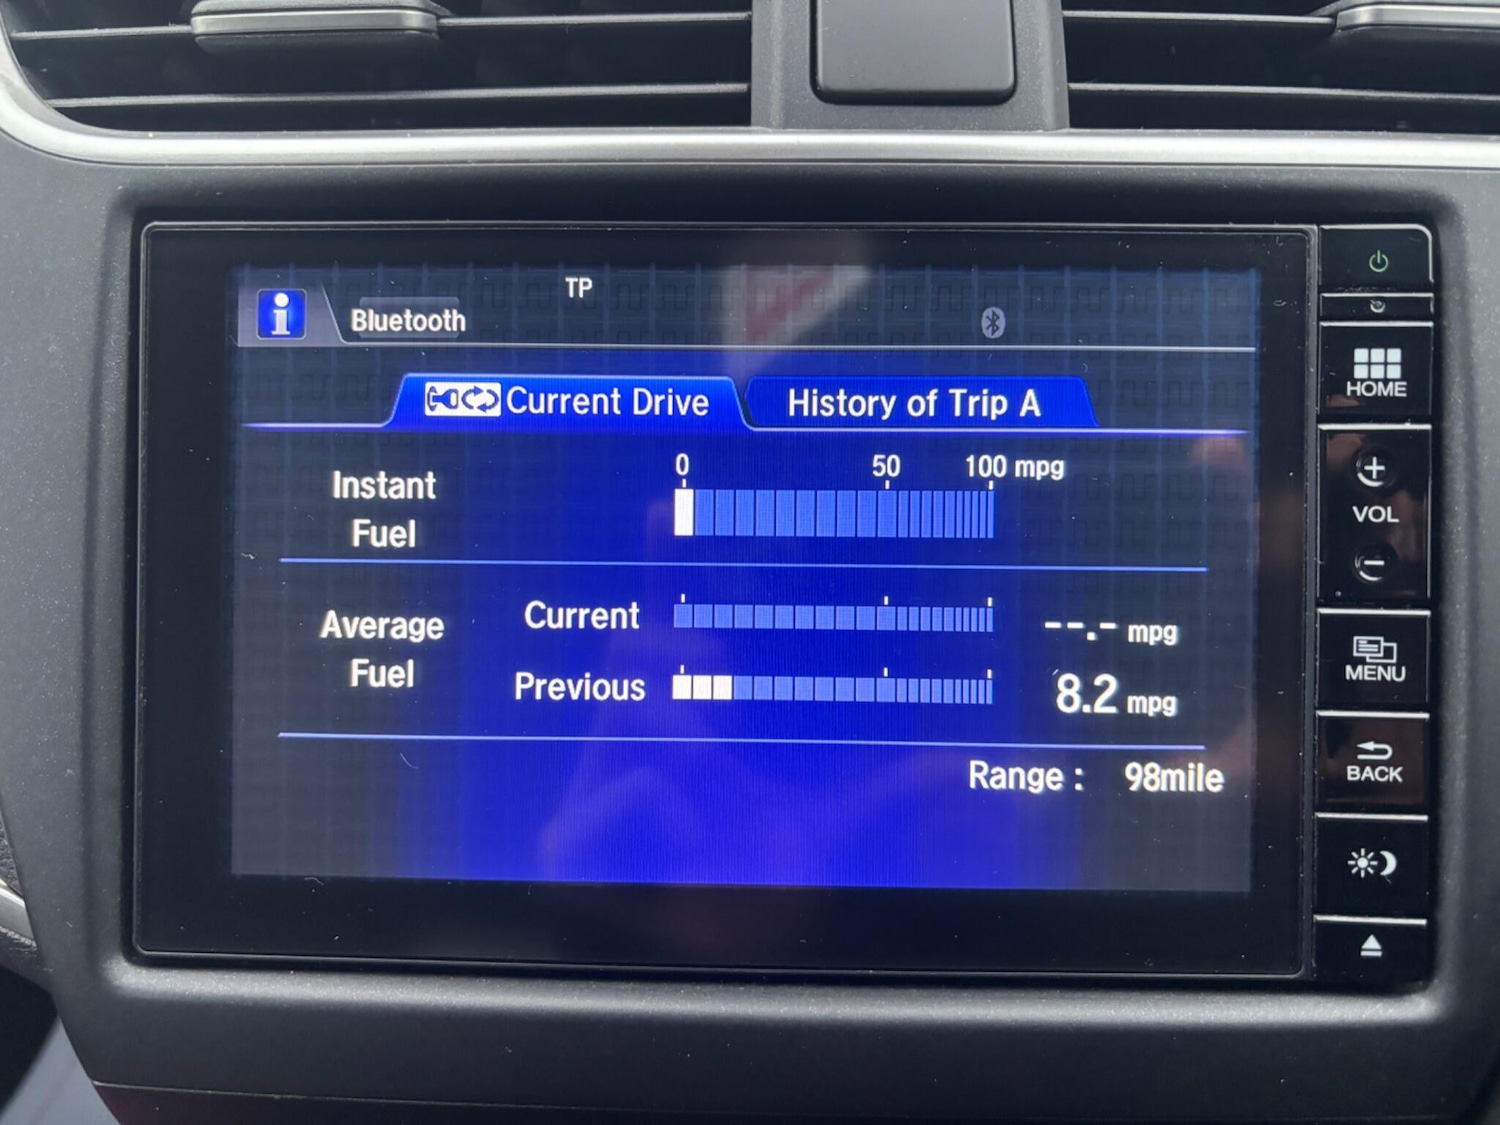 TP
Bluetooth
Current Drive
History of Trip A
0 50 100 mpg
Instant
Fuel
Average
Fuel
Current --.- mpg
Previous 8.2 mpg
Range : 98mile
HOME
VOL
MENU
BACK